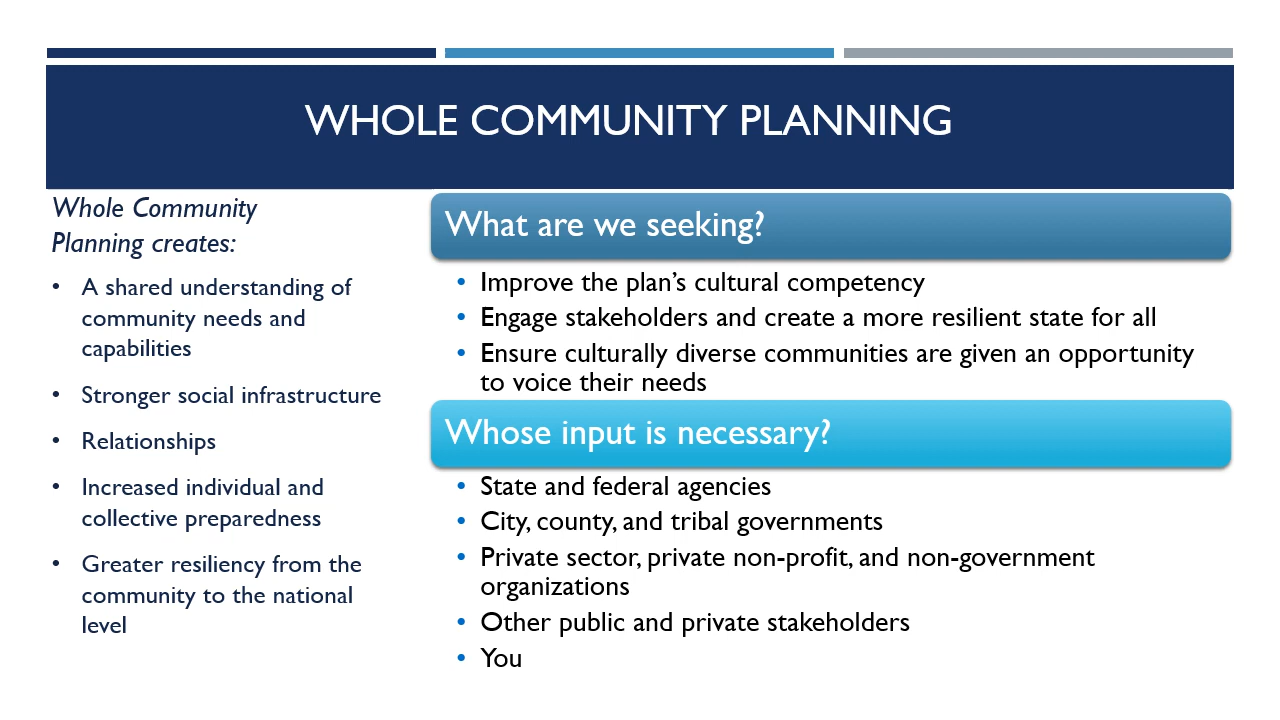 WHOLE COMMUNITY PLANNING
Whole Community
Planning creates:
• A shared understanding of
community needs and
capabilities
• Stronger social infrastructure
• Relationships
• Increased individual and
collective preparedness
• Greater resiliency from the
community to the national
level
What are we seeking?
• Improve the plan’s cultural competency
• Engage stakeholders and create a more resilient state for all
• Ensure culturally diverse communities are given an opportunity
to voice their needs
Whose input is necessary?
• State and federal agencies
• City, county, and tribal governments
• Private sector, private non-profit, and non-government
organizations
• Other public and private stakeholders
• You